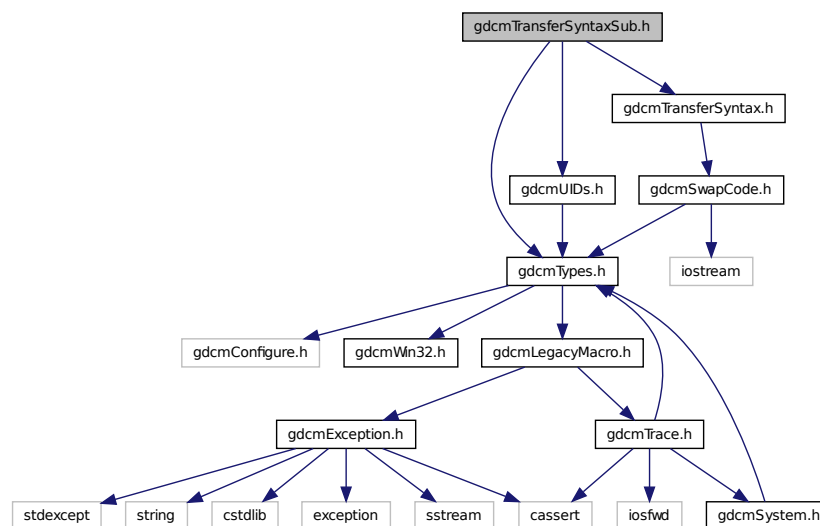 gdcmTransferSyntaxSub.h
gdcmTransferSyntax.h
gdcmUIDs.h
gdcmSwapCode.h
gdcmTypes.h
iostream
gdcmConfigure.h
gdcmWin32.h
gdcmLegacyMacro.h
gdcmException.h
gdcmTrace.h
stdexcept
string
cstdlib
exception
sstream
cassert
iosfwd
gdcmSystem.h